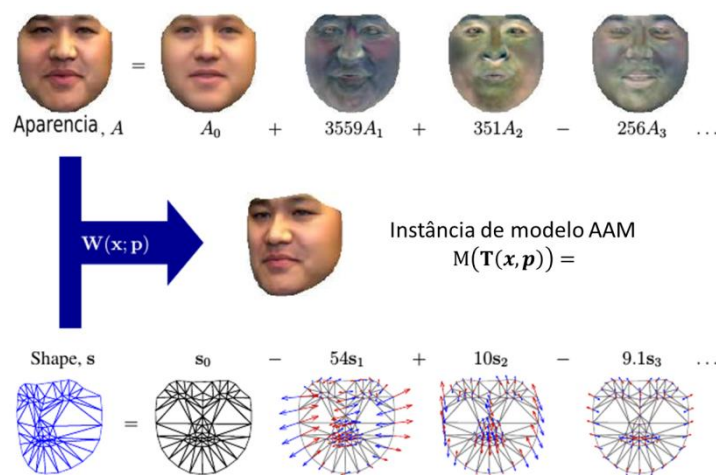 =
Aparencia, A A₀ + 3559A₁ + 351A₂ − 256A₃ ...
W(x; p)
Instância de modelo AAM
M(T(x, p)) =
Shape, s s₀ − 54s₁ + 10s₂ − 9.1s₃ ...
=